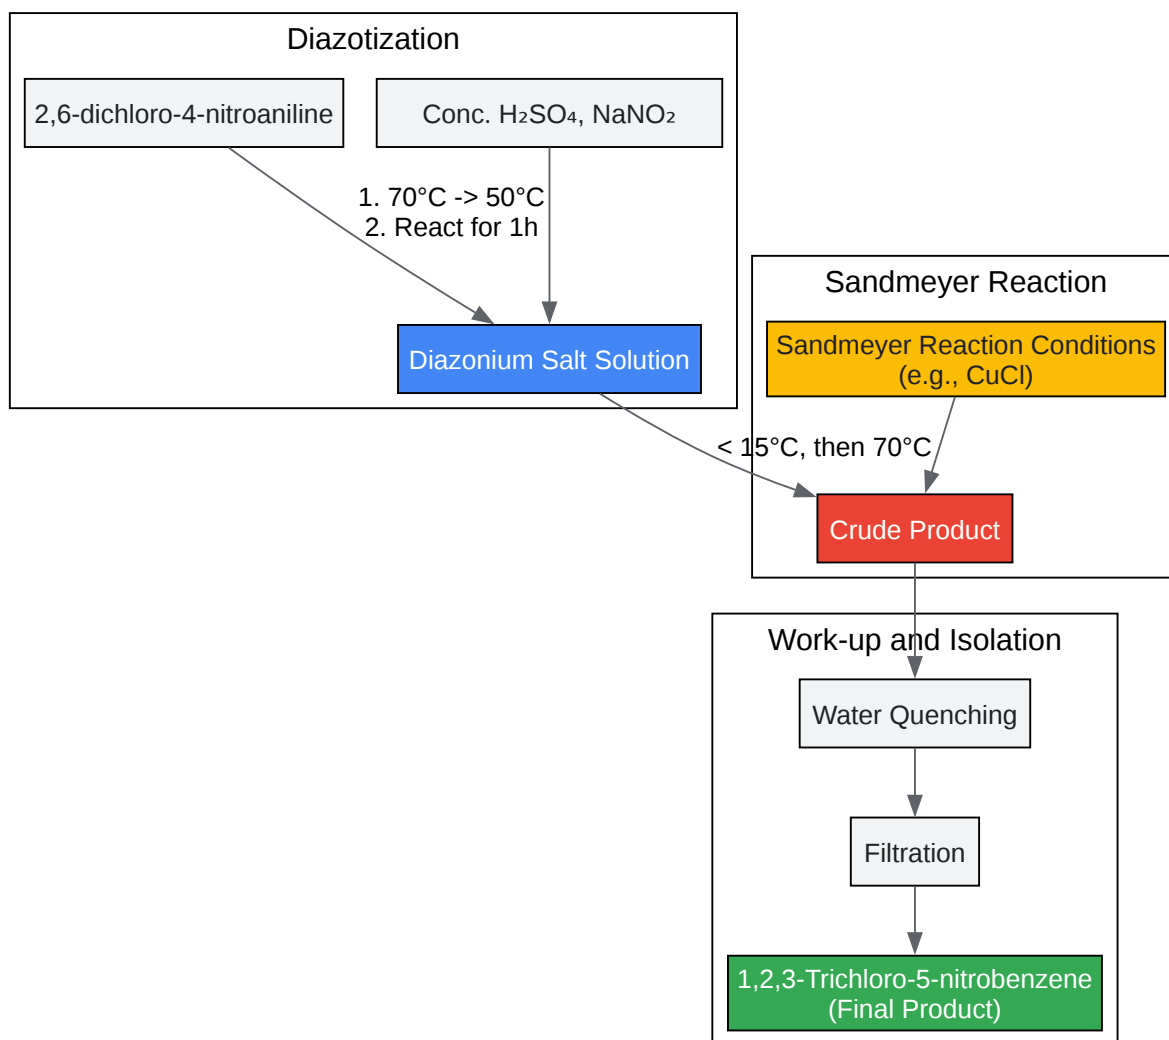 Diazotization
2,6-dichloro-4-nitroaniline
Conc. H₂SO₄, NaNO₂
1. 70°C -> 50°C
2. React for 1h
Diazonium Salt Solution
Sandmeyer Reaction
Sandmeyer Reaction Conditions
(e.g., CuCl)
< 15°C, then 70°C
Crude Product
Work-up and Isolation
Water Quenching
Filtration
1,2,3-Trichloro-5-nitrobenzene
(Final Product)